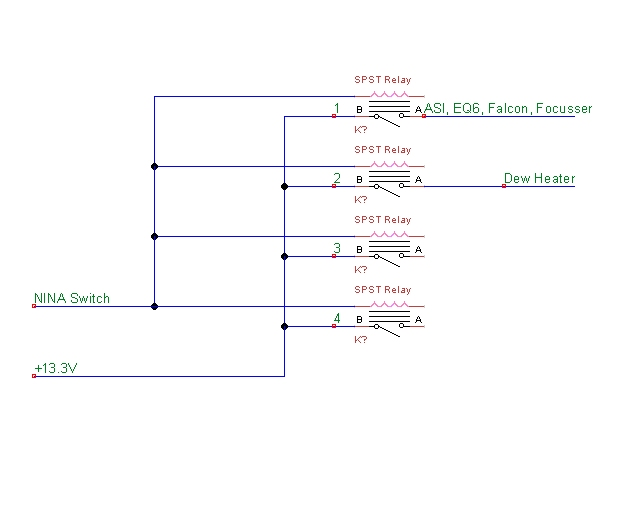 SPST Relay
1 B A ASI, EQ6, Falcon, Focusser
K?
SPST Relay
2 B A Dew Heater
K?
SPST Relay
3 B A
K?
SPST Relay
NINA Switch
4 B A
K?
+13.3V